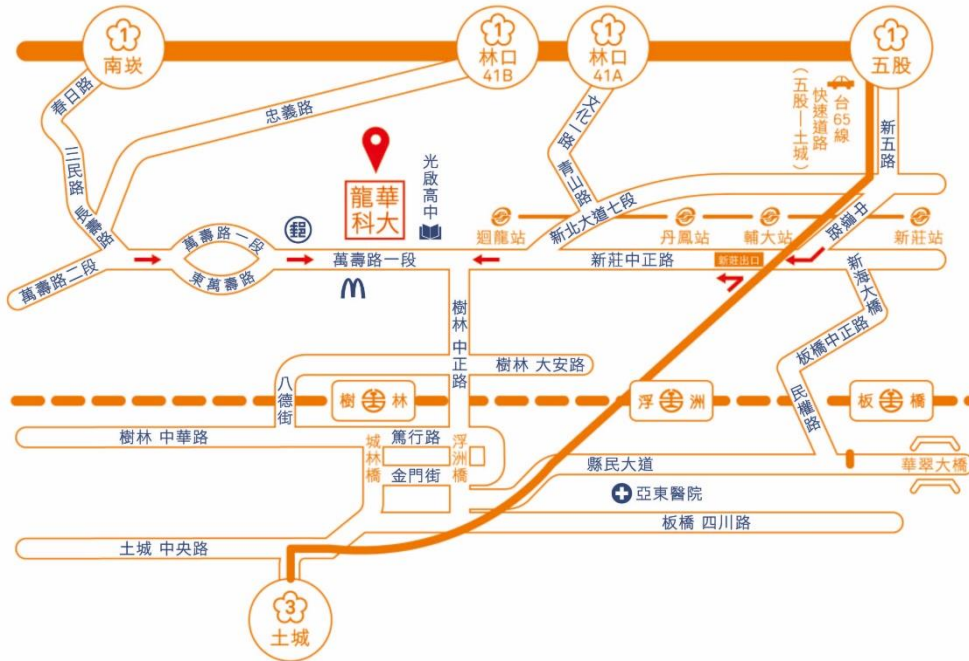 1
南崁
1
林口
41B
1
林口
41A
1
五股
台65線
快速道路
(五股—土城)
春日路
三民路
長壽路
忠義路
文化一路
青山路
新五路
龍華
科大
光啟高中
郵
迴龍站
丹鳳站
輔大站
新莊站
新北大道七段
中環路
萬壽路二段
萬壽路一段
東萬壽路
萬壽路一段
新莊中正路
新莊出口
新海大橋
板橋中正路
民權路
樹林 中正路
樹林 大安路
八德街
樹 林
浮 洲
板 橋
樹林 中華路
城林橋
篤行路
浮洲橋
金門街
縣民大道
華翠大橋
亞東醫院
板橋 四川路
土城 中央路
3
土城